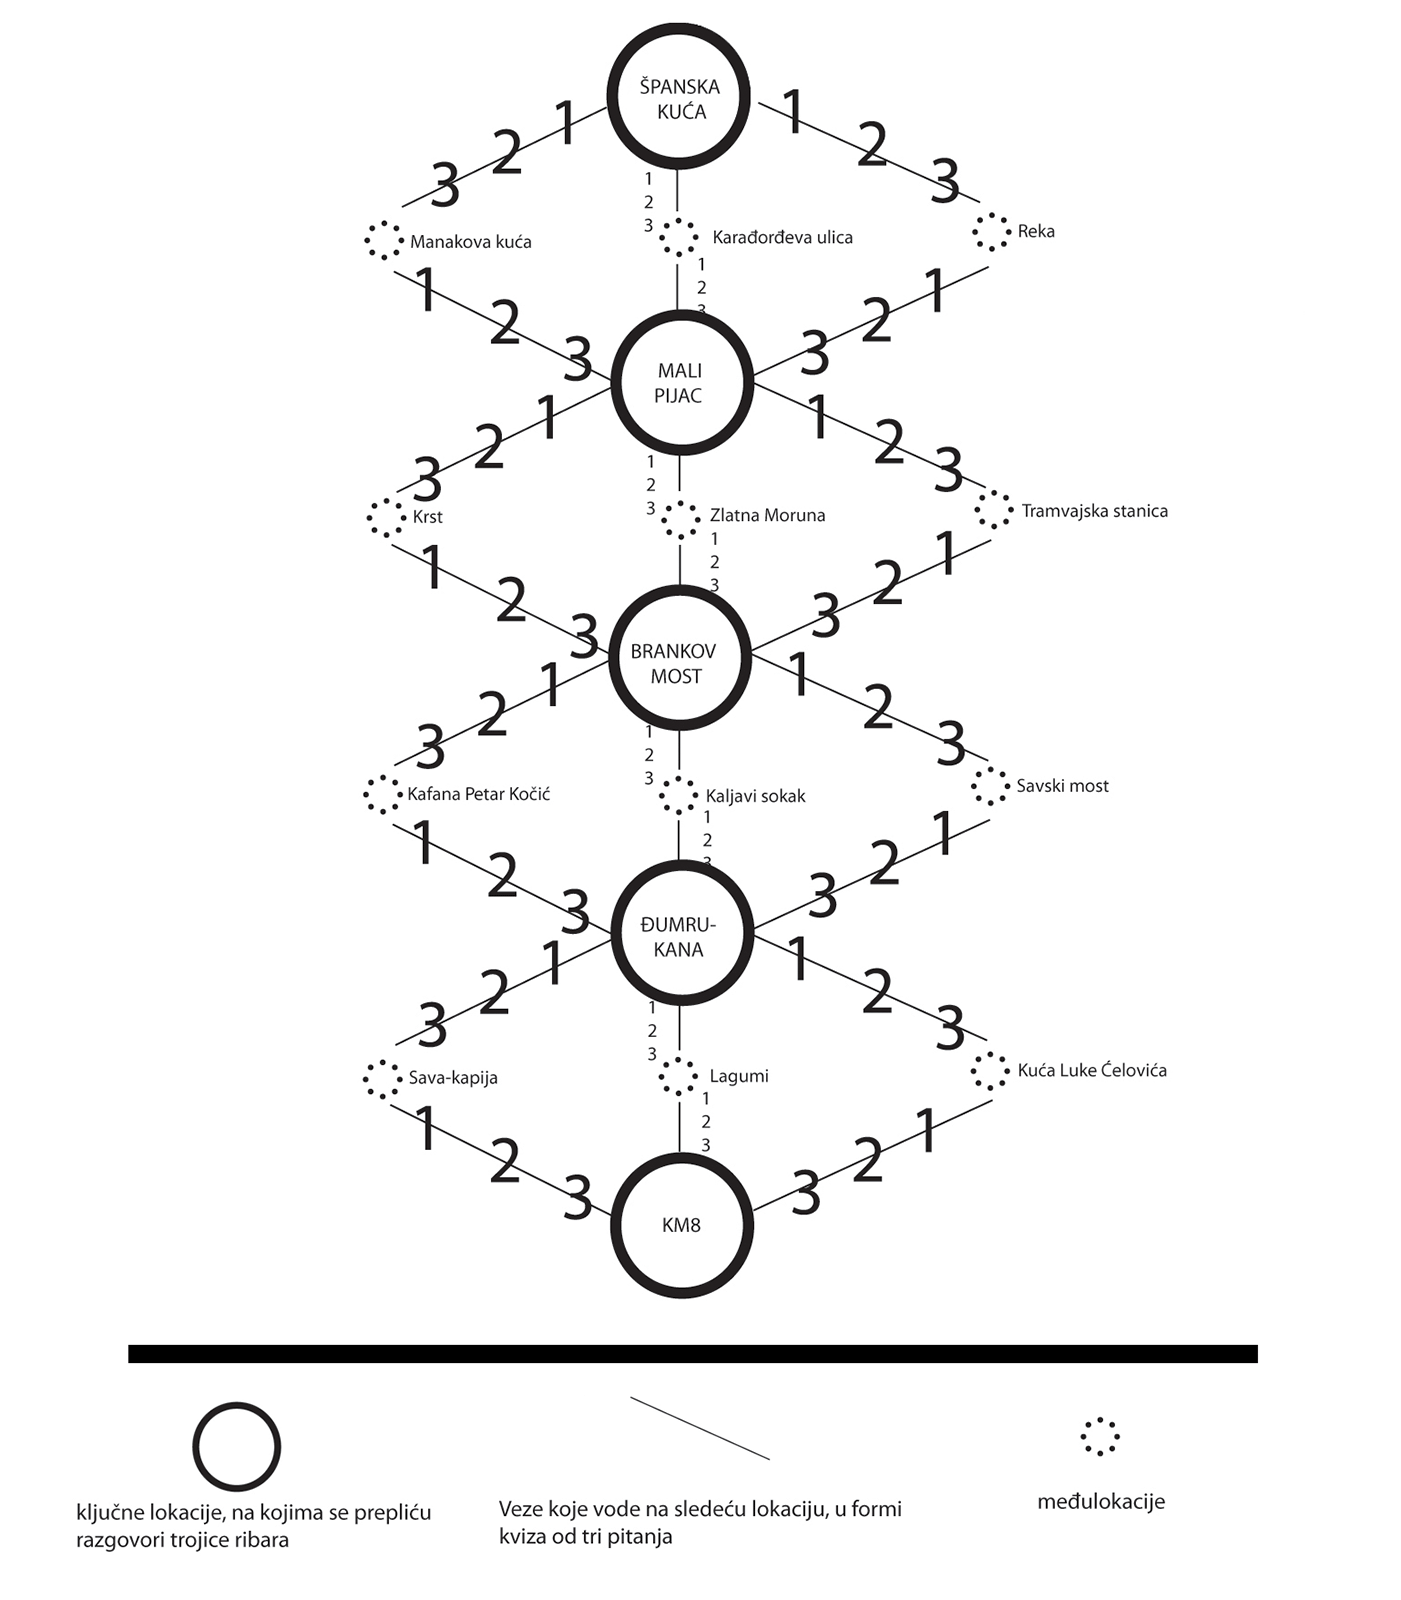 ŠPANSKA
KUĆA
1
2
3
1
2
3
1
2
3
Manakova kuća
Karađorđeva ulica
Reka
1
2
3
1
2
3
1
2
3
MALI
PIJAC
1
2
3
1
2
3
1
2
3
Krst
Zlatna Moruna
Tramvajska stanica
1
2
3
1
2
3
1
2
3
BRANKOV
MOST
1
2
3
1
2
3
1
2
3
Kafana Petar Kočić
Kaljavi sokak
Savski most
1
2
3
1
2
3
1
2
3
ĐUMRU-
KANA
1
2
3
1
2
3
1
2
3
Sava-kapija
Lagumi
Kuća Luke Ćelovića
1
2
3
1
2
3
1
2
3
KM8
ključne lokacije, na kojima se prepliću
razgovori trojice ribara
Veze koje vode na sledeću lokaciju, u formi
kviza od tri pitanja
međulokacije